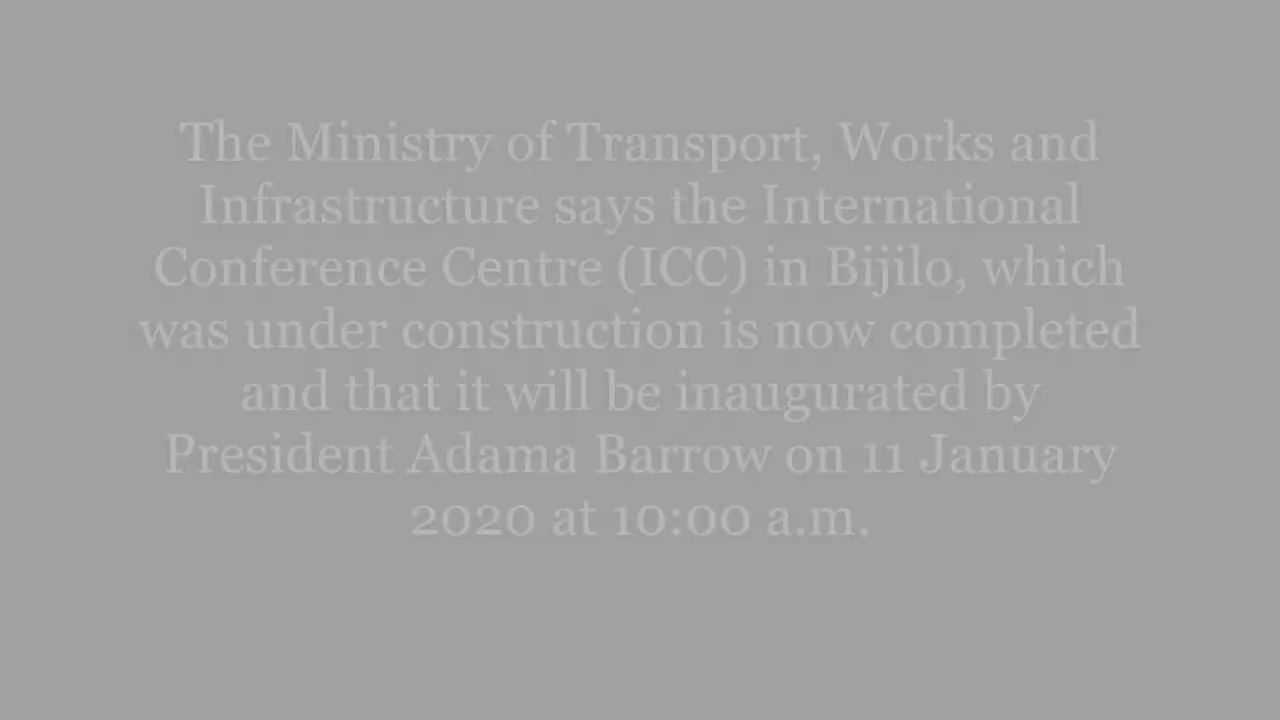 The Ministry of Transport, Works and
Infrastructure says the International
Conference Centre (ICC) in Bijilo, which
was under construction is now completed
and that it will be inaugurated by
President Adama Barrow on 11 January
2020 at 10:00 a.m.